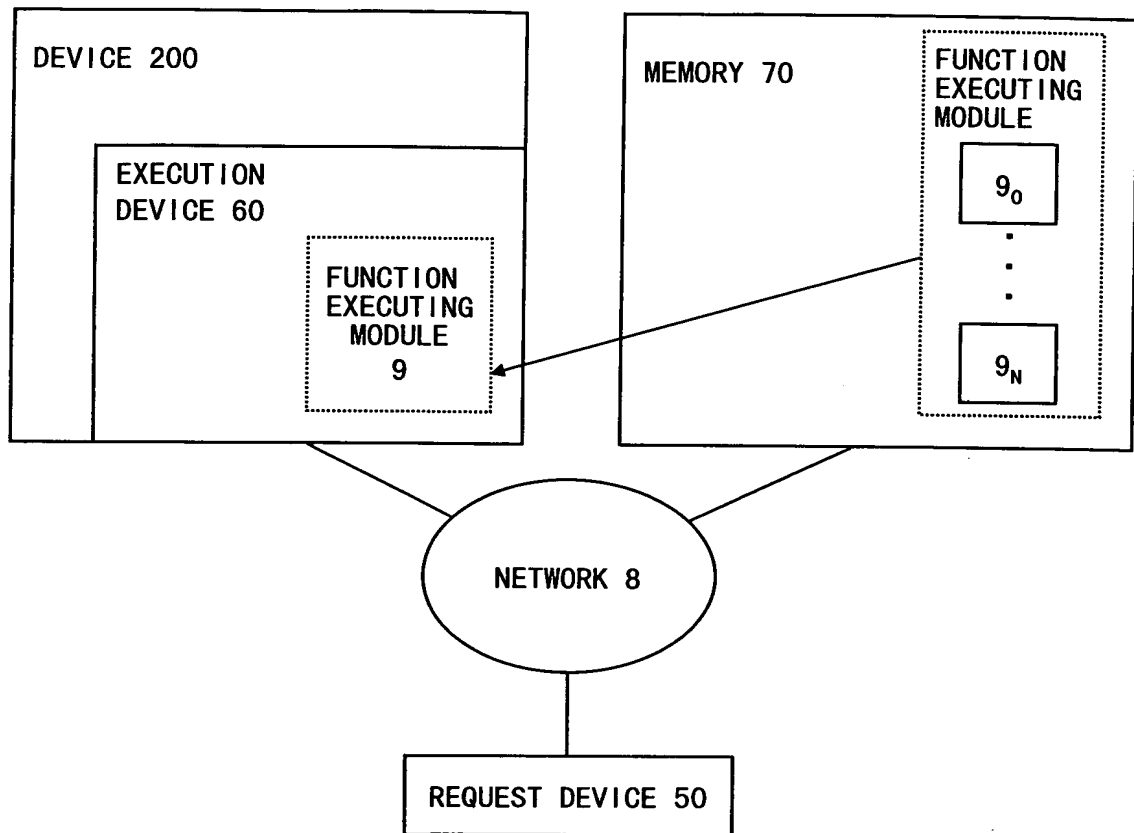 DEVICE 200
EXECUTION
DEVICE 60
FUNCTION
EXECUTING
MODULE
9
MEMORY 70
FUNCTION
EXECUTING
MODULE
9₀
9ₙ
NETWORK 8
REQUEST DEVICE 50